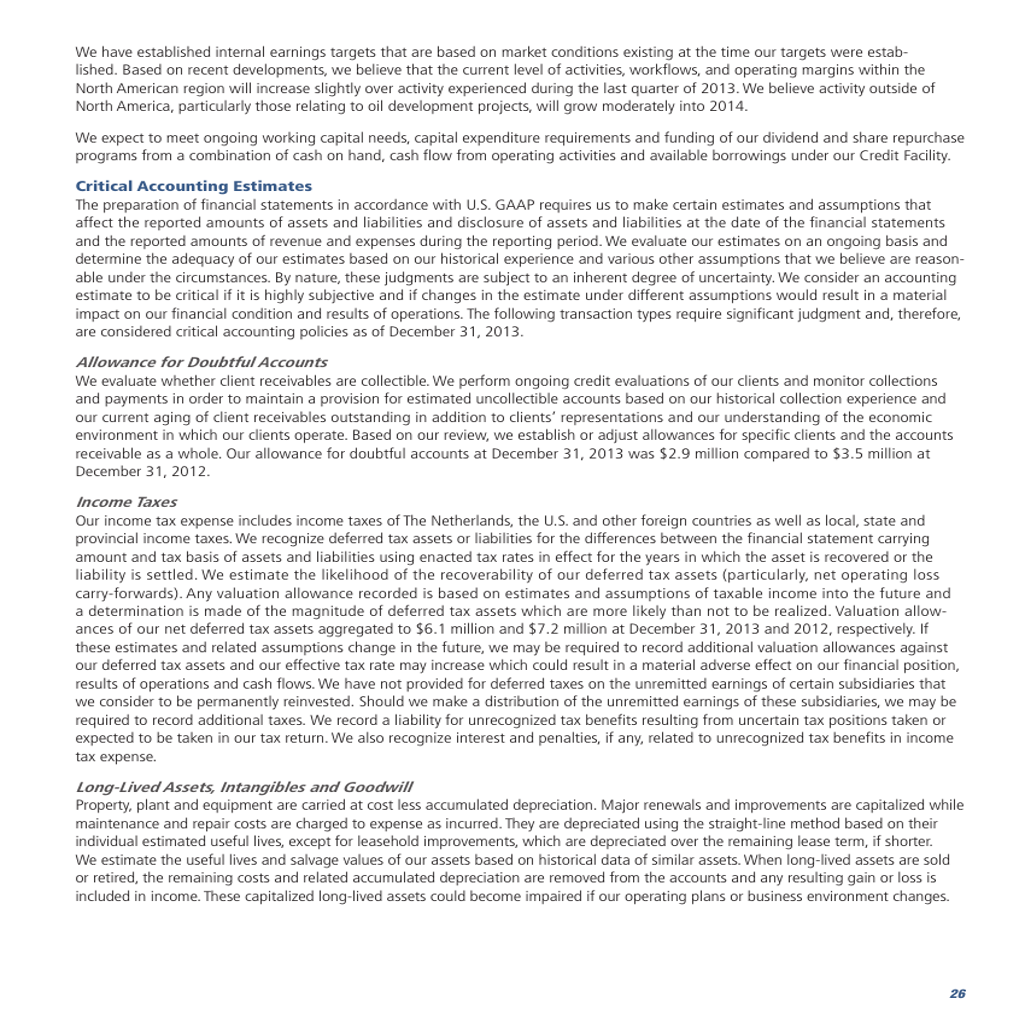 We have established internal earnings targets that are based on market conditions existing at the time our targets were estab-
lished. Based on recent developments, we believe that the current level of activities, workflows, and operating margins within the
North American region will increase slightly over activity experienced during the last quarter of 2013. We believe activity outside of
North America, particularly those relating to oil development projects, will grow moderately into 2014.
We expect to meet ongoing working capital needs, capital expenditure requirements and funding of our dividend and share repurchase
programs from a combination of cash on hand, cash flow from operating activities and available borrowings under our Credit Facility.
Critical Accounting Estimates
The preparation of financial statements in accordance with U.S. GAAP requires us to make certain estimates and assumptions that
affect the reported amounts of assets and liabilities and disclosure of assets and liabilities at the date of the financial statements
and the reported amounts of revenue and expenses during the reporting period. We evaluate our estimates on an ongoing basis and
determine the adequacy of our estimates based on our historical experience and various other assumptions that we believe are reason-
able under the circumstances. By nature, these judgments are subject to an inherent degree of uncertainty. We consider an accounting
estimate to be critical if it is highly subjective and if changes in the estimate under different assumptions would result in a material
impact on our financial condition and results of operations. The following transaction types require significant judgment and, therefore,
are considered critical accounting policies as of December 31, 2013.
Allowance for Doubtful Accounts
We evaluate whether client receivables are collectible. We perform ongoing credit evaluations of our clients and monitor collections
and payments in order to maintain a provision for estimated uncollectible accounts based on our historical collection experience and
our current aging of client receivables outstanding in addition to clients' representations and our understanding of the economic
environment in which our clients operate. Based on our review, we establish or adjust allowances for specific clients and the accounts
receivable as a whole. Our allowance for doubtful accounts at December 31, 2013 was $2.9 million compared to $3.5 million at
December 31, 2012.
Income Taxes
Our income tax expense includes income taxes of The Netherlands, the U.S. and other foreign countries as well as local, state and
provincial income taxes. We recognize deferred tax assets or liabilities for the differences between the financial statement carrying
amount and tax basis of assets and liabilities using enacted tax rates in effect for the years in which the asset is recovered or the
liability is settled. We estimate the likelihood of the recoverability of our deferred tax assets (particularly, net operating loss
carry-forwards). Any valuation allowance recorded is based on estimates and assumptions of taxable income into the future and
a determination is made of the magnitude of deferred tax assets which are more likely than not to be realized. Valuation allow-
ances of our net deferred tax assets aggregated to $6.1 million and $7.2 million at December 31, 2013 and 2012, respectively. If
these estimates and related assumptions change in the future, we may be required to record additional valuation allowances against
our deferred tax assets and our effective tax rate may increase which could result in a material adverse effect on our financial position,
results of operations and cash flows. We have not provided for deferred taxes on the unremitted earnings of certain subsidiaries that
we consider to be permanently reinvested. Should we make a distribution of the unremitted earnings of these subsidiaries, we may be
required to record additional taxes. We record a liability for unrecognized tax benefits resulting from uncertain tax positions taken or
expected to be taken in our tax return. We also recognize interest and penalties, if any, related to unrecognized tax benefits in income
tax expense.
Long-Lived Assets, Intangibles and Goodwill
Property, plant and equipment are carried at cost less accumulated depreciation. Major renewals and improvements are capitalized while
maintenance and repair costs are charged to expense as incurred. They are depreciated using the straight-line method based on their
individual estimated useful lives, except for leasehold improvements, which are depreciated over the remaining lease term, if shorter.
We estimate the useful lives and salvage values of our assets based on historical data of similar assets. When long-lived assets are sold
or retired, the remaining costs and related accumulated depreciation are removed from the accounts and any resulting gain or loss is
included in income. These capitalized long-lived assets could become impaired if our operating plans or business environment changes.
26